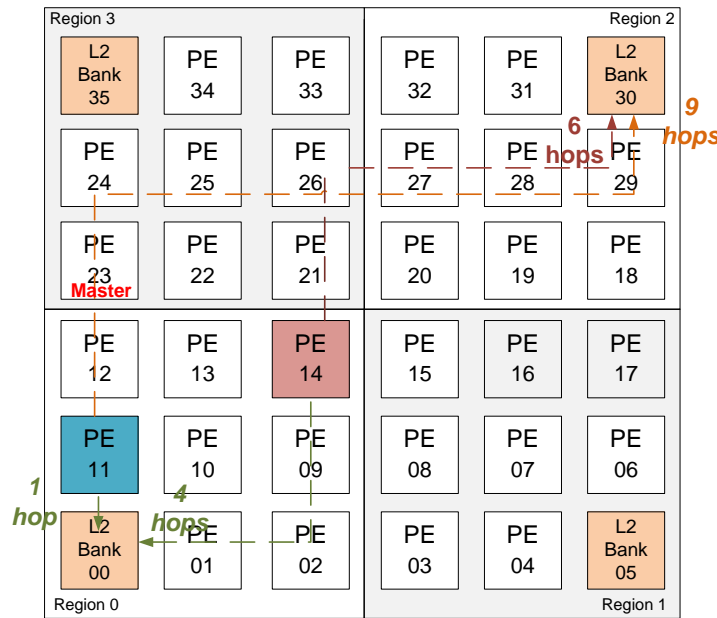 Region 3
Region 2
L2
Bank
35
PE
34
PE
33
PE
32
PE
31
L2
Bank
30
6
hops
9
hops
PE
24
PE
25
PE
26
PE
27
PE
28
PE
29
PE
23
Master
PE
22
PE
21
PE
20
PE
19
PE
18
PE
12
PE
13
PE
14
PE
15
PE
16
PE
17
PE
11
PE
10
PE
09
PE
08
PE
07
PE
06
1
hop
4
hops
L2
Bank
00
PE
01
PE
02
PE
03
PE
04
L2
Bank
05
Region 0
Region 1